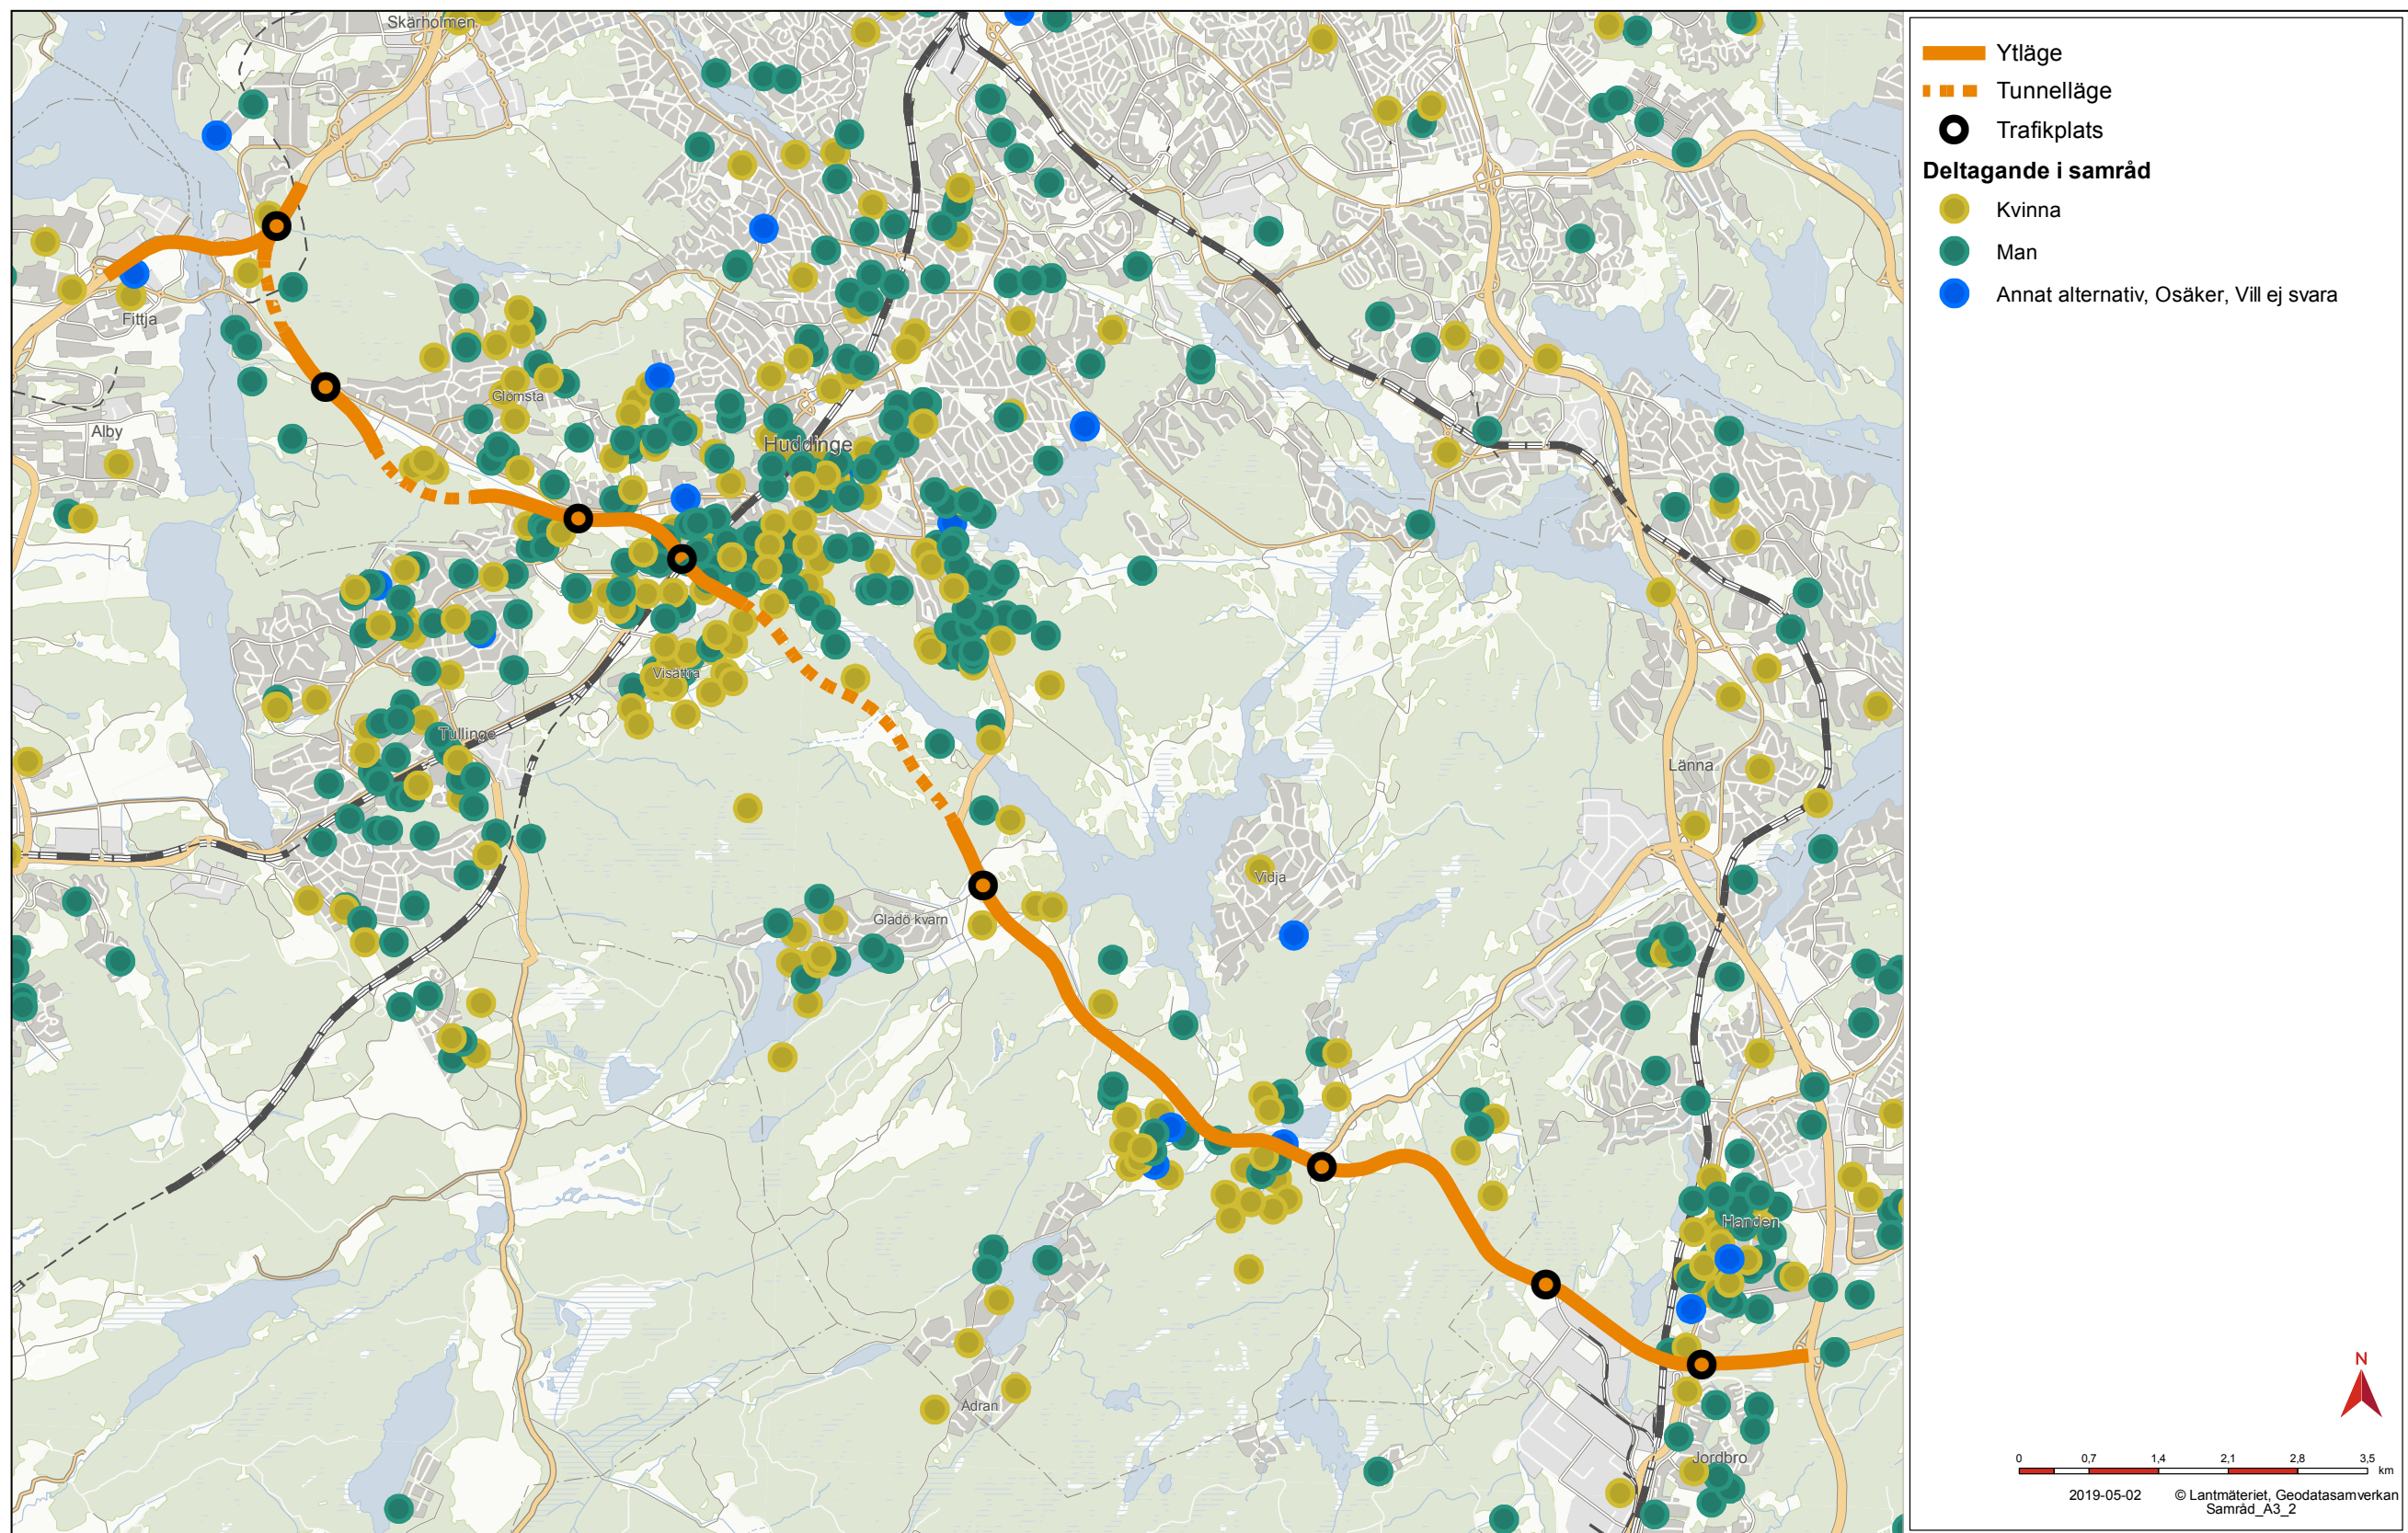 Skärholmen
Fittja
Alby
Glömsta
Huddinge
Visättra
Tullinge
Länna
Vidja
Gladö kvarn
Handen
Ådran
Jordbro
Ytläge
Tunnelläge
Trafikplats
Deltagande i samråd
Kvinna
Man
Annat alternativ, Osäker, Vill ej svara
N
0 0,7 1,4 2,1 2,8 3,5
km
2019-05-02 © Lantmäteriet, Geodatasamverkan
Samråd_A3_2